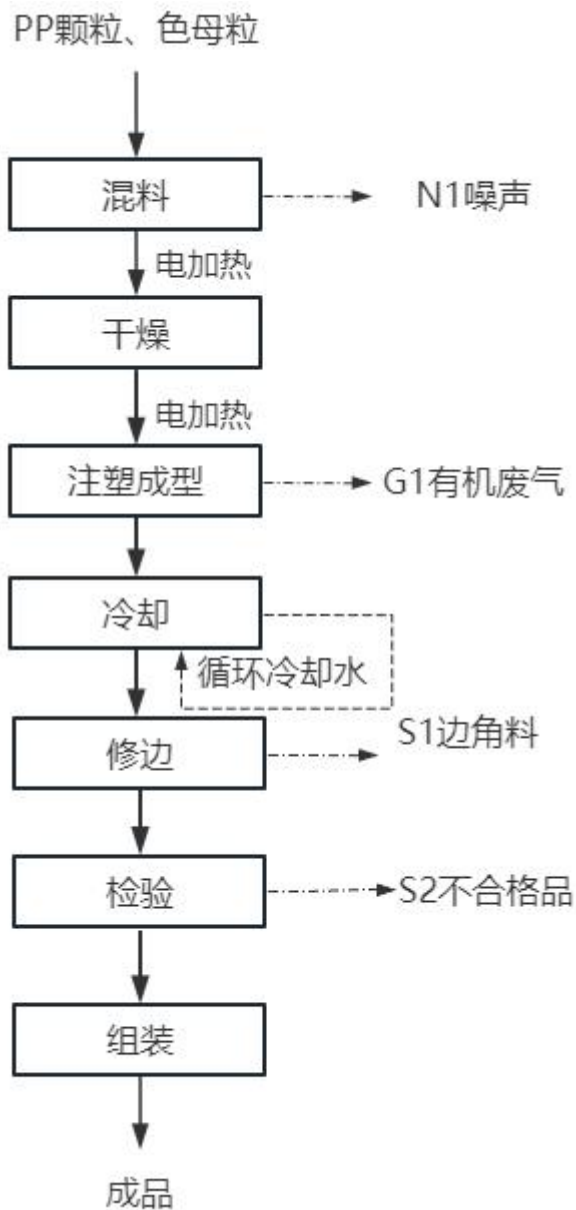 PP颗粒、色母粒
混料
N1噪声
电加热
干燥
电加热
注塑成型
G1有机废气
冷却
循环冷却水
修边
S1边角料
检验
S2不合格品
组装
成品